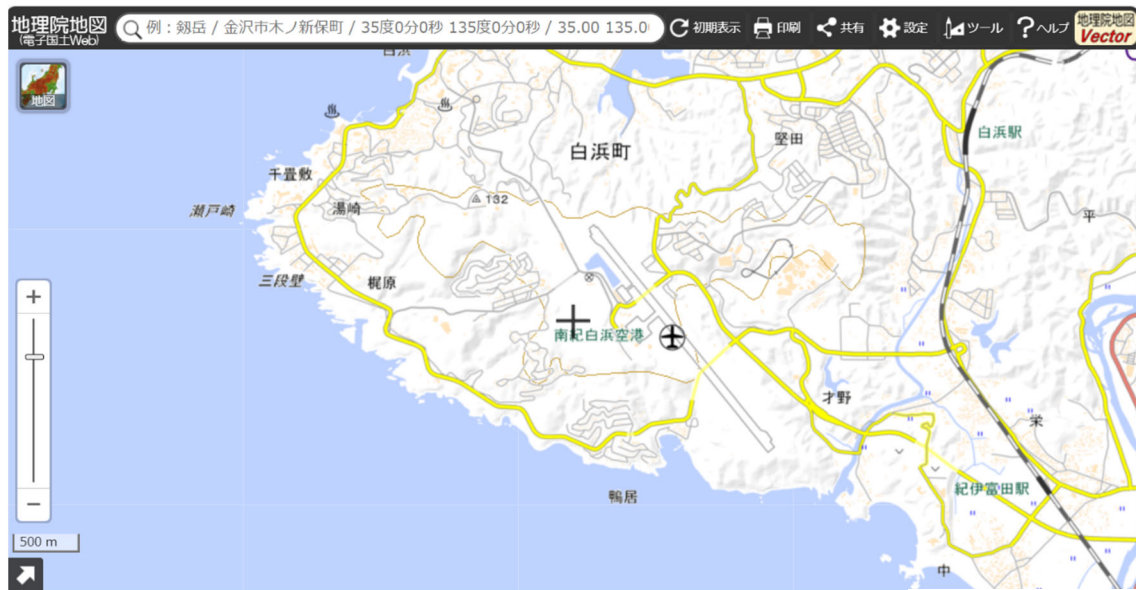 地理院地図
(電子国土Web)
例：剱岳 / 金沢市木ノ新保町 / 35度0分0秒 135度0分0秒 / 35.00 135.0
初期表示
印刷
共有
設定
ツール
ヘルプ
地理院地図
Vector
地図
白浜
白浜町
堅田
白浜駅
千畳敷
湯崎
132
瀬戸崎
平
三段壁
梶原
南紀白浜空港
才野
栄
紀伊富田駅
鴨居
中
+
−
500 m